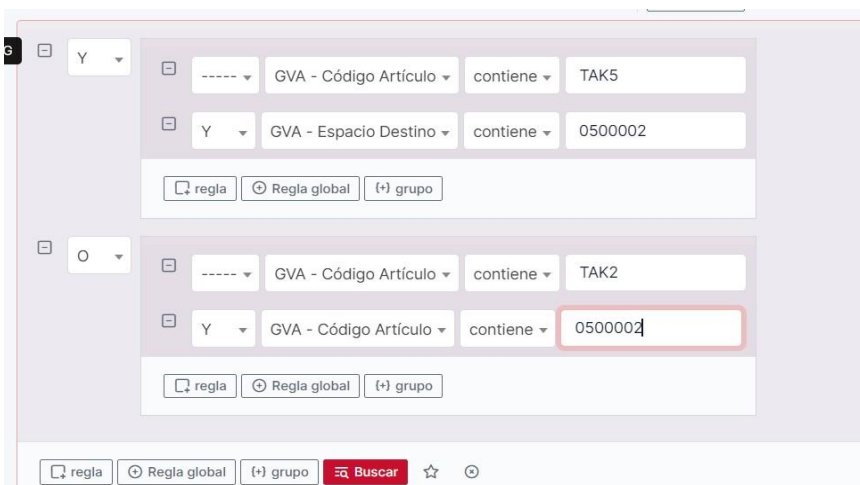 G
Y
----- GVA - Código Artículo contiene TAK5
Y GVA - Espacio Destino contiene 0500002
regla Regla global {+} grupo
O
----- GVA - Código Artículo contiene TAK2
Y GVA - Código Artículo contiene 0500002
regla Regla global {+} grupo
regla Regla global {+} grupo Buscar